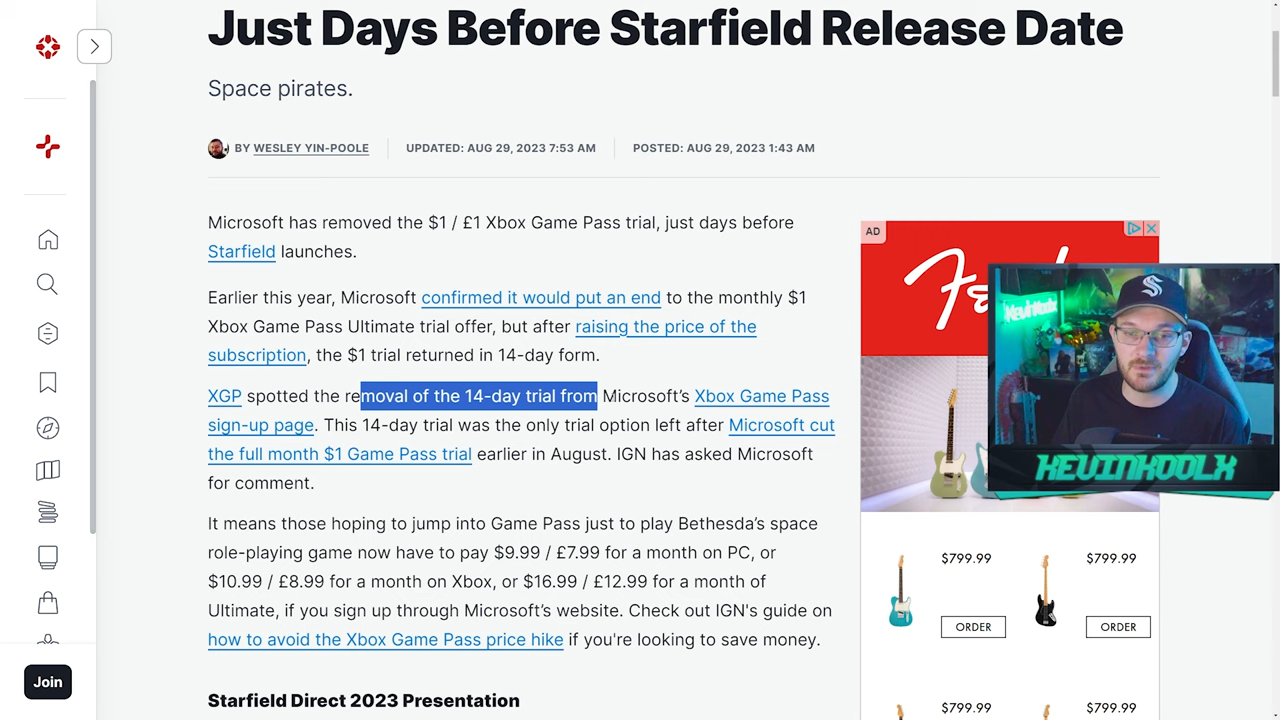 Just Days Before Starfield Release Date
Space pirates.
BY WESLEY YIN-POOLE
UPDATED: AUG 29, 2023 7:53 AM
POSTED: AUG 29, 2023 1:43 AM
Microsoft has removed the $1 / £1 Xbox Game Pass trial, just days before
Starfield launches.
Earlier this year, Microsoft confirmed it would put an end to the monthly $1
Xbox Game Pass Ultimate trial offer, but after raising the price of the
subscription, the $1 trial returned in 14-day form.
XGP spotted the removal of the 14-day trial from Microsoft's Xbox Game Pass
sign-up page. This 14-day trial was the only trial option left after Microsoft cut
the full month $1 Game Pass trial earlier in August. IGN has asked Microsoft
for comment.
It means those hoping to jump into Game Pass just to play Bethesda's space
role-playing game now have to pay $9.99 / £7.99 for a month on PC, or
$10.99 / £8.99 for a month on Xbox, or $16.99 / £12.99 for a month of
Ultimate, if you sign up through Microsoft's website. Check out IGN's guide on
how to avoid the Xbox Game Pass price hike if you're looking to save money.
Starfield Direct 2023 Presentation
Join
AD
KevinKoolx
KEVINKOOLX
$799.99
$799.99
ORDER
ORDER
$799.99
$799.99